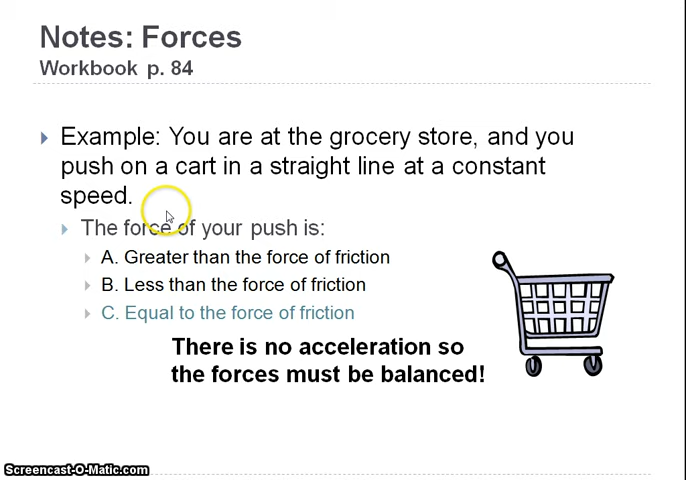 Notes: Forces
Workbook p. 84
Example: You are at the grocery store, and you
push on a cart in a straight line at a constant
speed.
The force of your push is:
A. Greater than the force of friction
B. Less than the force of friction
C. Equal to the force of friction
There is no acceleration so
the forces must be balanced!
Screencast-O-Matic.com